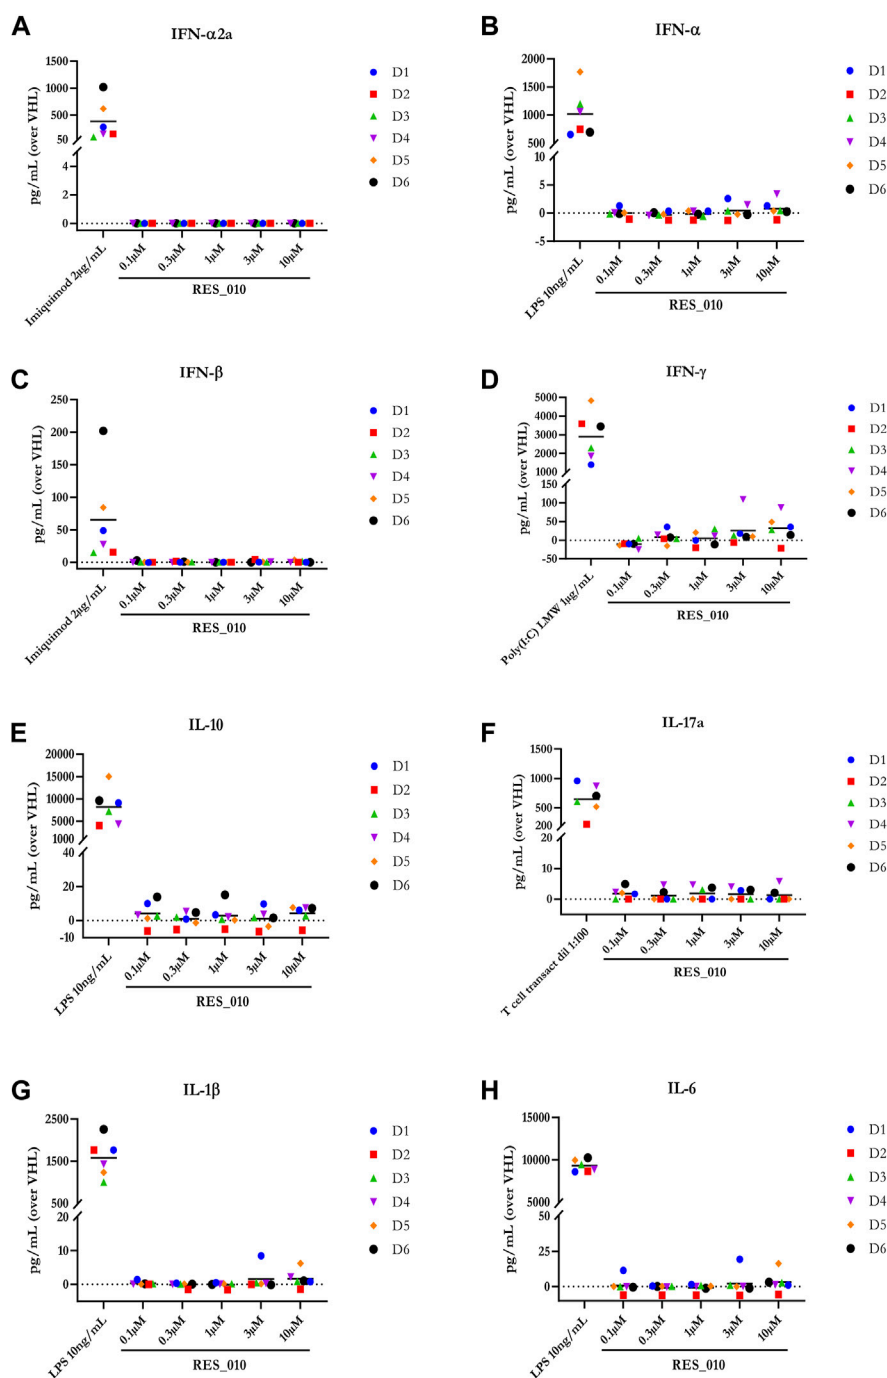 A
IFN-α2a
pg/mL (over VHL)
1500
1000
500
50
4
2
0
Imiquimod 2µg/mL
0.1µM
0.3µM
1µM
3µM
10µM
RES_010
D1
D2
D3
D4
D5
D6
B
IFN-α
pg/mL (over VHL)
2000
1500
1000
500
10
5
0
-5
LPS 10ng/mL
0.1µM
0.3µM
1µM
3µM
10µM
RES_010
D1
D2
D3
D4
D5
D6
C
IFN-β
pg/mL (over VHL)
250
200
150
100
50
0
Imiquimod 2µg/mL
0.1µM
0.3µM
1µM
3µM
10µM
RES_010
D1
D2
D3
D4
D5
D6
D
IFN-γ
pg/mL (over VHL)
5000
4000
3000
2000
1000
150
100
50
0
-50
Poly(I:C) LMW 1µg/mL
0.1µM
0.3µM
1µM
3µM
10µM
RES_010
D1
D2
D3
D4
D5
D6
E
IL-10
pg/mL (over VHL)
20000
15000
10000
5000
1000
40
20
0
-10
LPS 10ng/mL
0.1µM
0.3µM
1µM
3µM
10µM
RES_010
D1
D2
D3
D4
D5
D6
F
IL-17a
pg/mL (over VHL)
1500
1000
500
200
20
10
0
T cell transact dil 1:100
0.1µM
0.3µM
1µM
3µM
10µM
RES_010
D1
D2
D3
D4
D5
D6
G
IL-1β
pg/mL (over VHL)
2500
1500
500
20
10
0
LPS 10ng/mL
0.1µM
0.3µM
1µM
3µM
10µM
RES_010
D1
D2
D3
D4
D5
D6
H
IL-6
pg/mL (over VHL)
15000
10000
5000
50
25
0
LPS 10ng/mL
0.1µM
0.3µM
1µM
3µM
10µM
RES_010
D1
D2
D3
D4
D5
D6